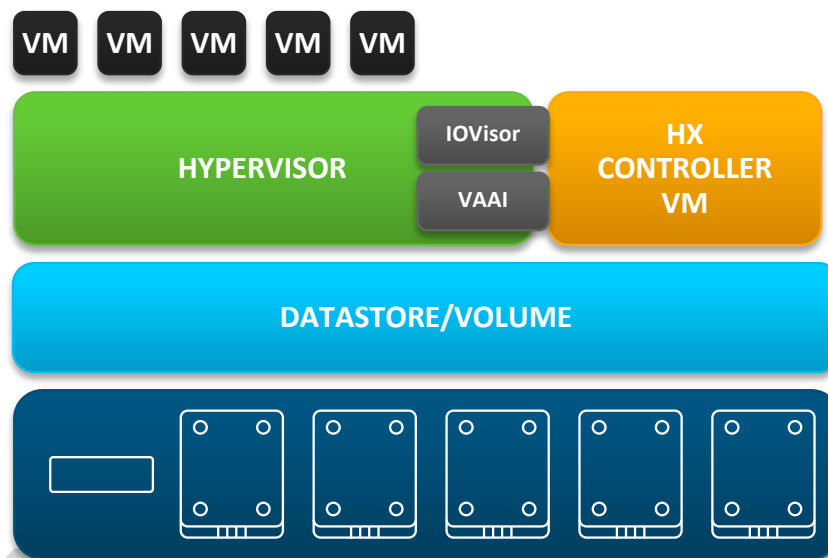 VM VM VM VM VM
IOVisor
HYPERVISOR
VAAI
HX
CONTROLLER
VM
DATASTORE/VOLUME